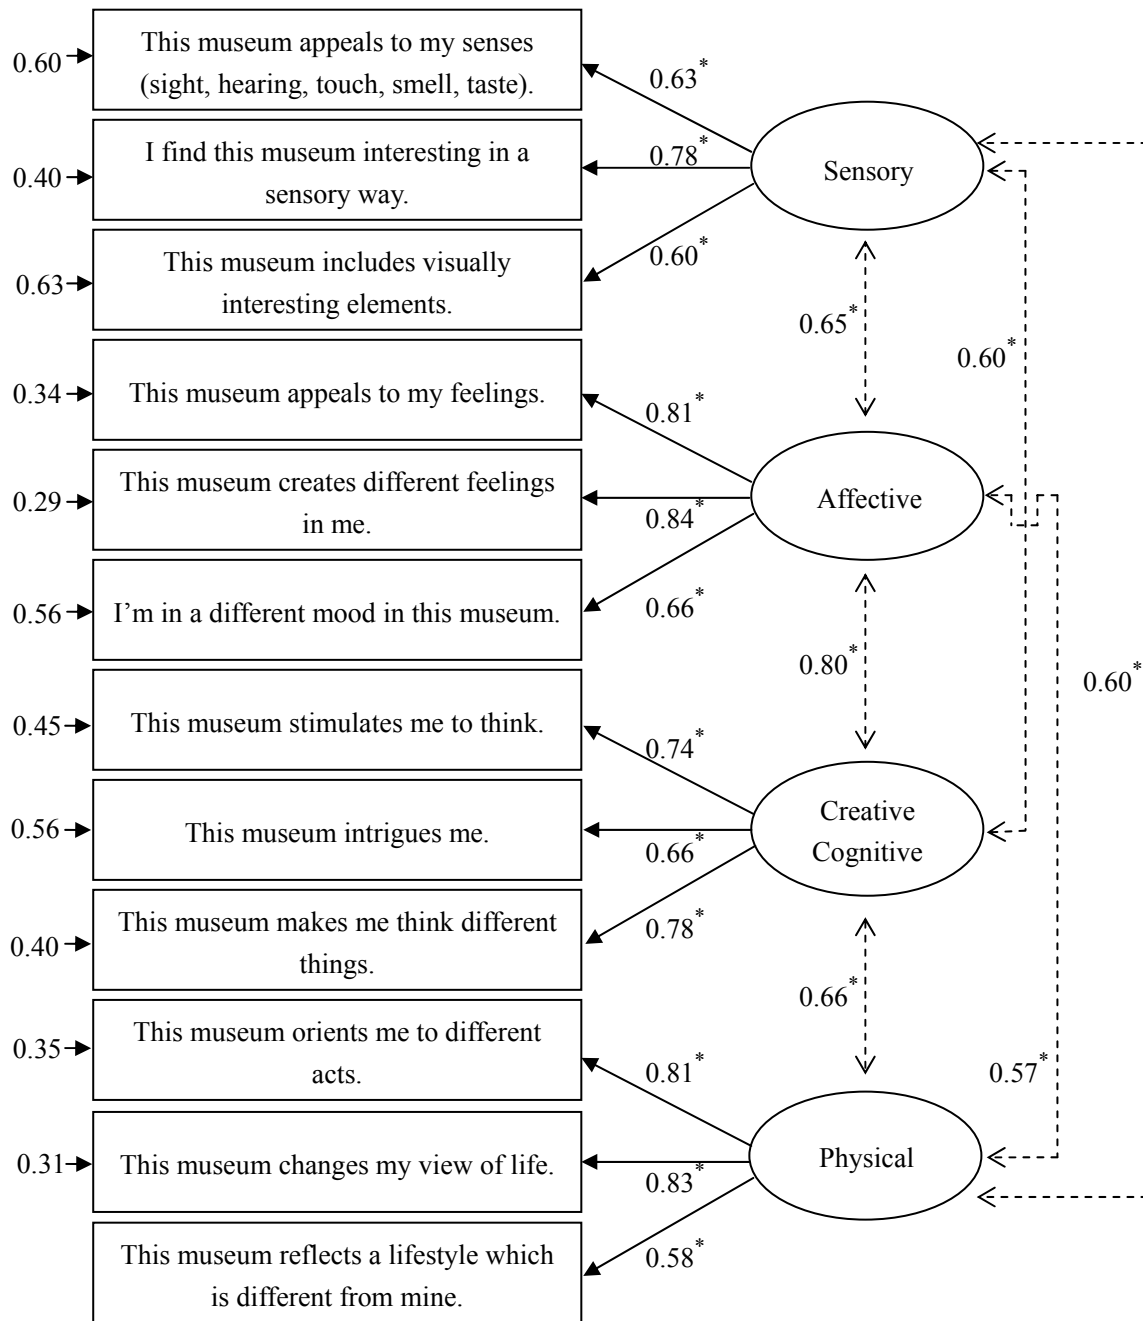 This museum appeals to my senses
(sight, hearing, touch, smell, taste).
0.60
0.63*
I find this museum interesting in a
sensory way.
0.40
0.78*
Sensory
This museum includes visually
interesting elements.
0.63
0.60*
0.65*
0.60*
This museum appeals to my feelings.
0.34
0.81*
This museum creates different feelings
in me.
0.29
0.84*
Affective
I'm in a different mood in this museum.
0.56
0.66*
0.80*
0.60*
This museum stimulates me to think.
0.45
0.74*
This museum intrigues me.
0.56
0.66*
Creative
Cognitive
This museum makes me think different
things.
0.40
0.78*
0.66*
This museum orients me to different
acts.
0.35
0.81*
0.57*
This museum changes my view of life.
0.31
0.83*
Physical
This museum reflects a lifestyle which
is different from mine.
0.58*